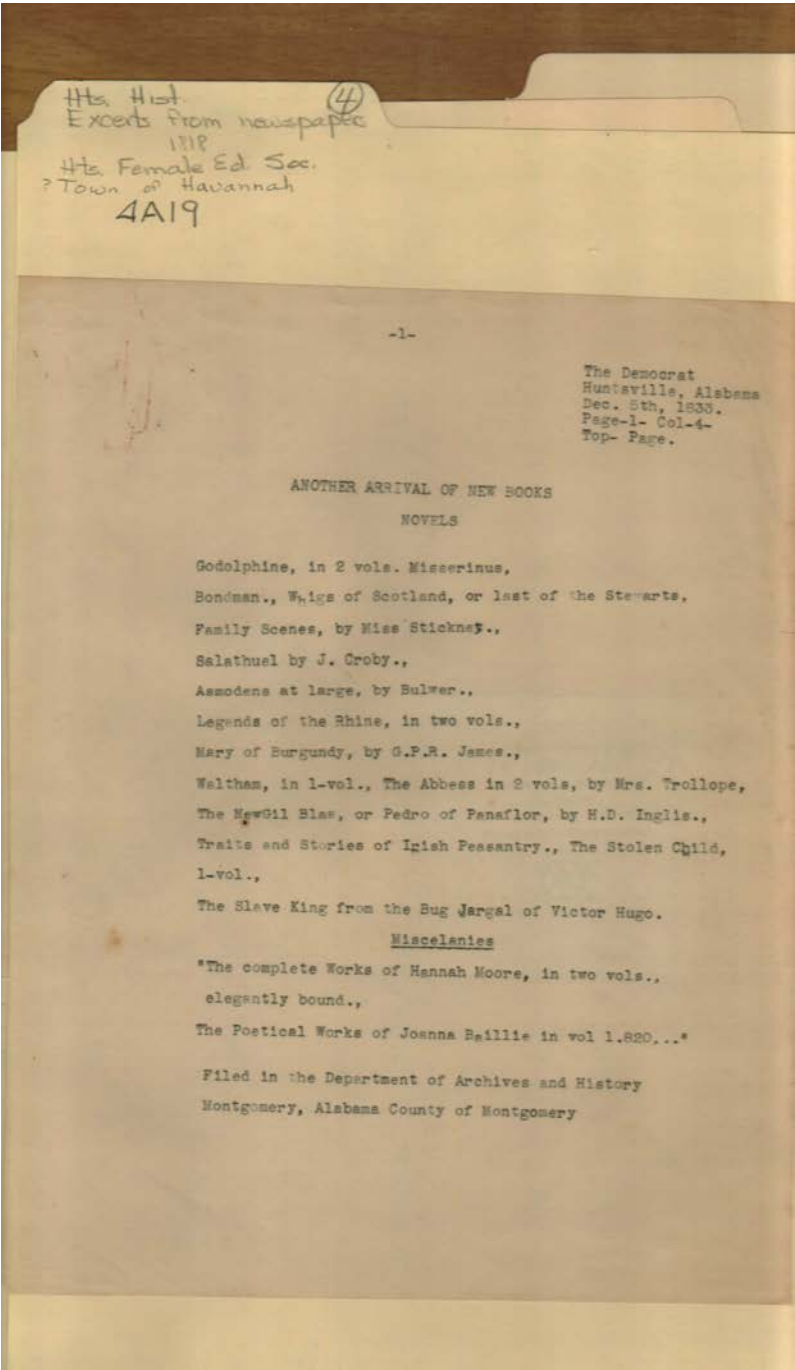 Hts. Hist. (4)
Excerts from newspaper
1818
Hts. Female Ed. Soc.
? Town of Havannah
4A19
-1-
The Democrat
Huntsville, Alabama
Dec. 5th, 1833.
Page-1- Col-4-
Top- Page.
ANOTHER ARRIVAL OF NEW BOOKS
NOVELS
Godolphine, in 2 vols. Misserinus,
Bondman., Whigs of Scotland, or last of the Stewarts,
Family Scenes, by Miss Stickney.,
Salathuel by J. Croby.,
Asmodens at large, by Bulwer.,
Legends of the Rhine, in two vols.,
Mary of Burgundy, by G.P.R. James.,
Waltham, in 1-vol., The Abbess in 2 vols, by Mrs. Trollope,
The NewGil Blas, or Pedro of Panaflor, by H.D. Inglis.,
Traits and Stories of Irish Peasantry., The Stolen Child,
1-vol.,
The Slave King from the Bug Jargal of Victor Hugo.
Miscelanies
"The complete Works of Hannah Moore, in two vols.,
elegantly bound.,
The Poetical Works of Joanna Baillie in vol 1.820..."
Filed in the Department of Archives and History
Montgomery, Alabama County of Montgomery